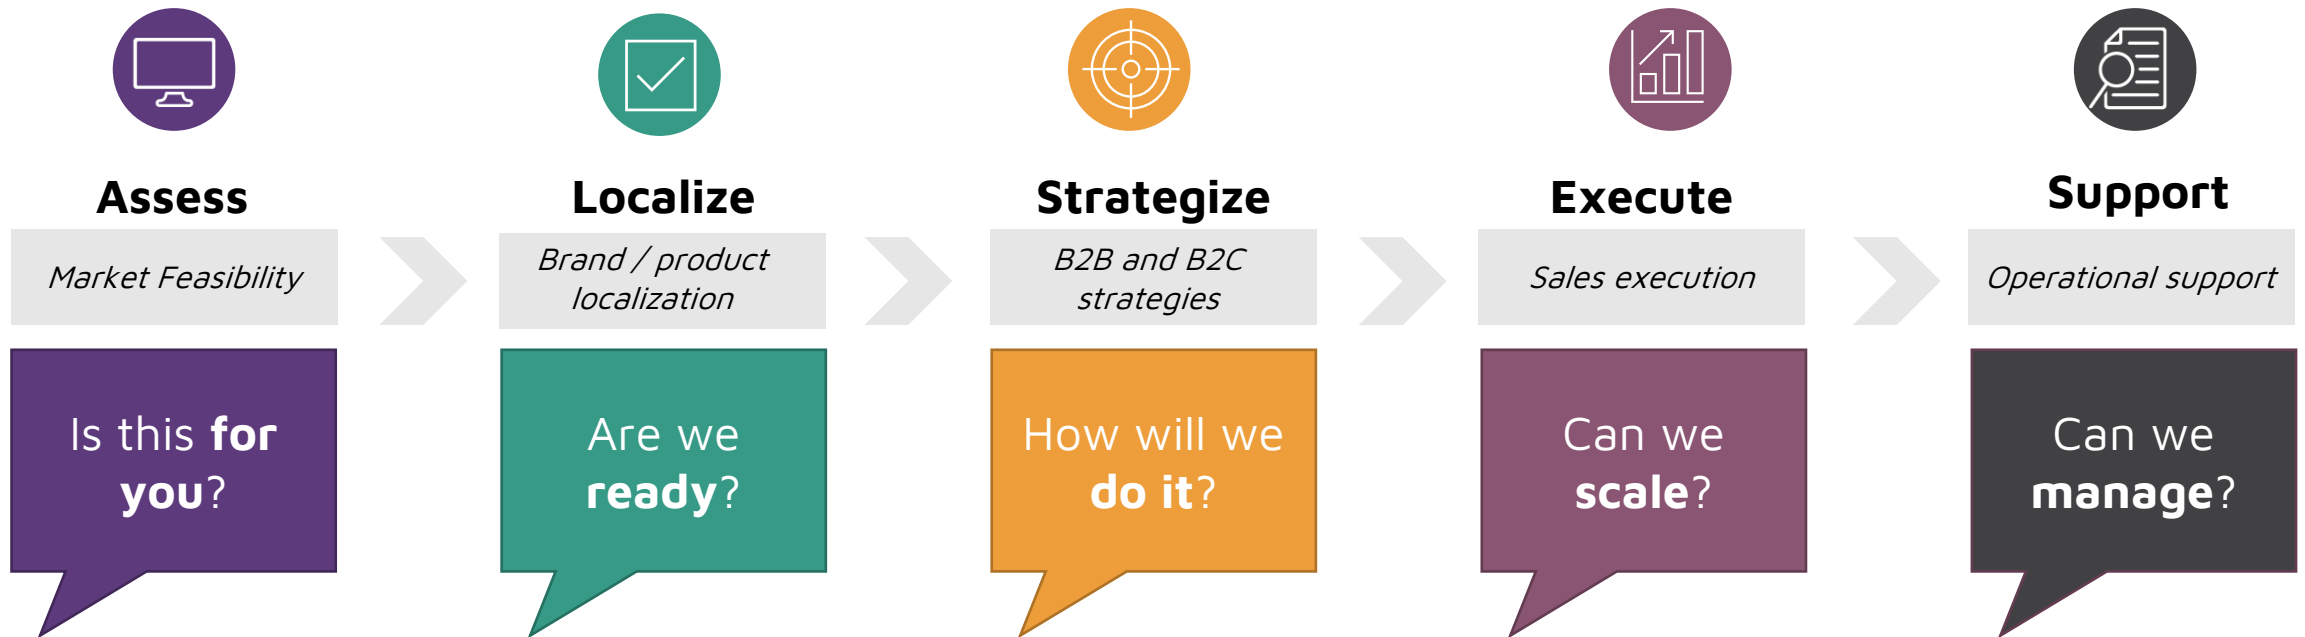 Assess
Market Feasibility
Is this for
you?
Localize
Brand / product
localization
Are we
ready?
Strategize
B2B and B2C
strategies
How will we
do it?
Execute
Sales execution
Can we
scale?
Support
Operational support
Can we
manage?